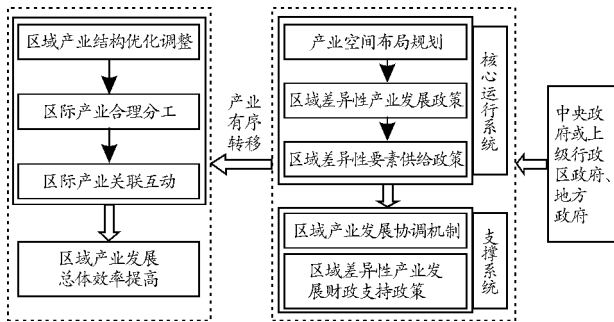 区域产业结构优化调整
区际产业合理分工
区际产业关联互动
区域产业发展
总体效率提高
产业
有序
转移
产业空间布局规划
区域差异性产业发展政策
区域差异性要素供给政策
核心运行系统
区域产业发展协调机制
区域差异性产业发
展财政支持政策
支撑系统
中央政
府或上
级行政
区政府、
地方
政府